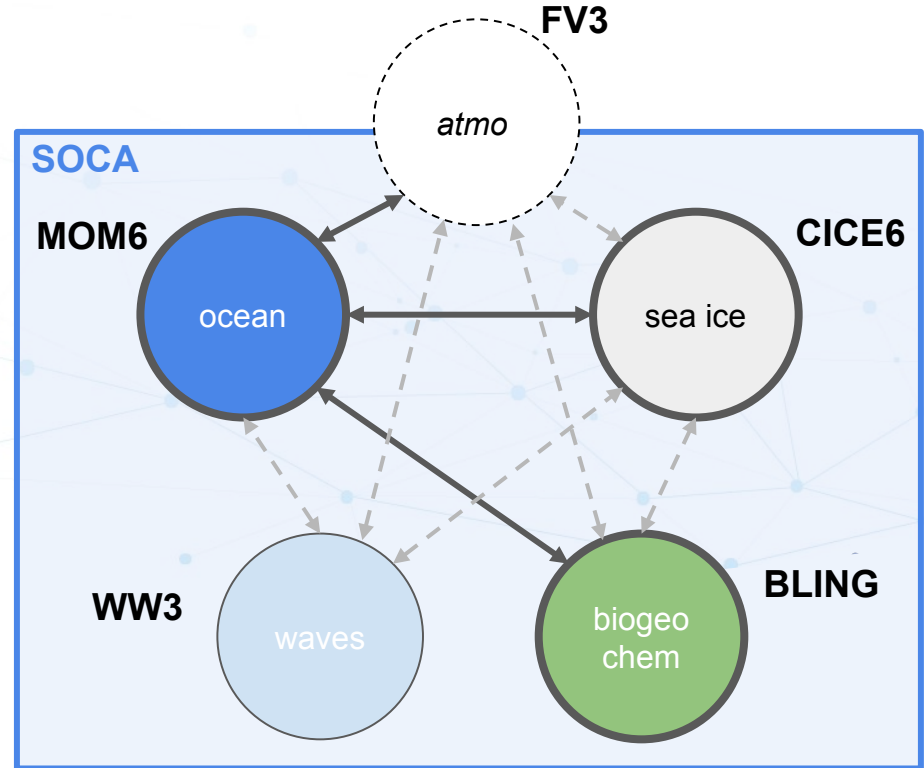 FV3
atmo
SOCA
MOM6
CICE6
ocean
sea ice
WW3
waves
biogeo
chem
BLING